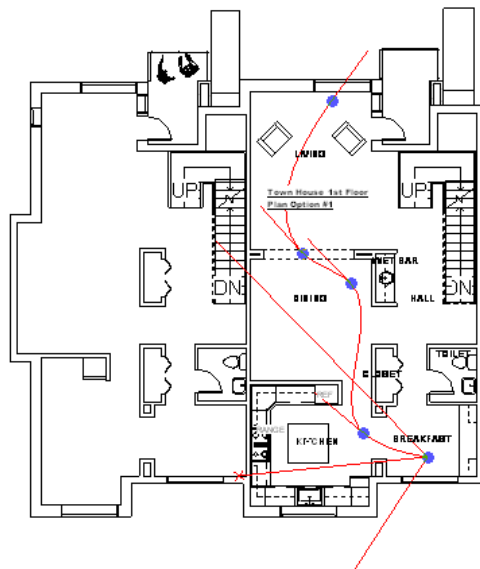 LIVING
Town House 1st Floor
Plan Option #1
UP
UP
WET BAR
DN
DINING
HALL
DN
TOILET
CLOSET
REF
RANGE
KITCHEN
BREAKFAST